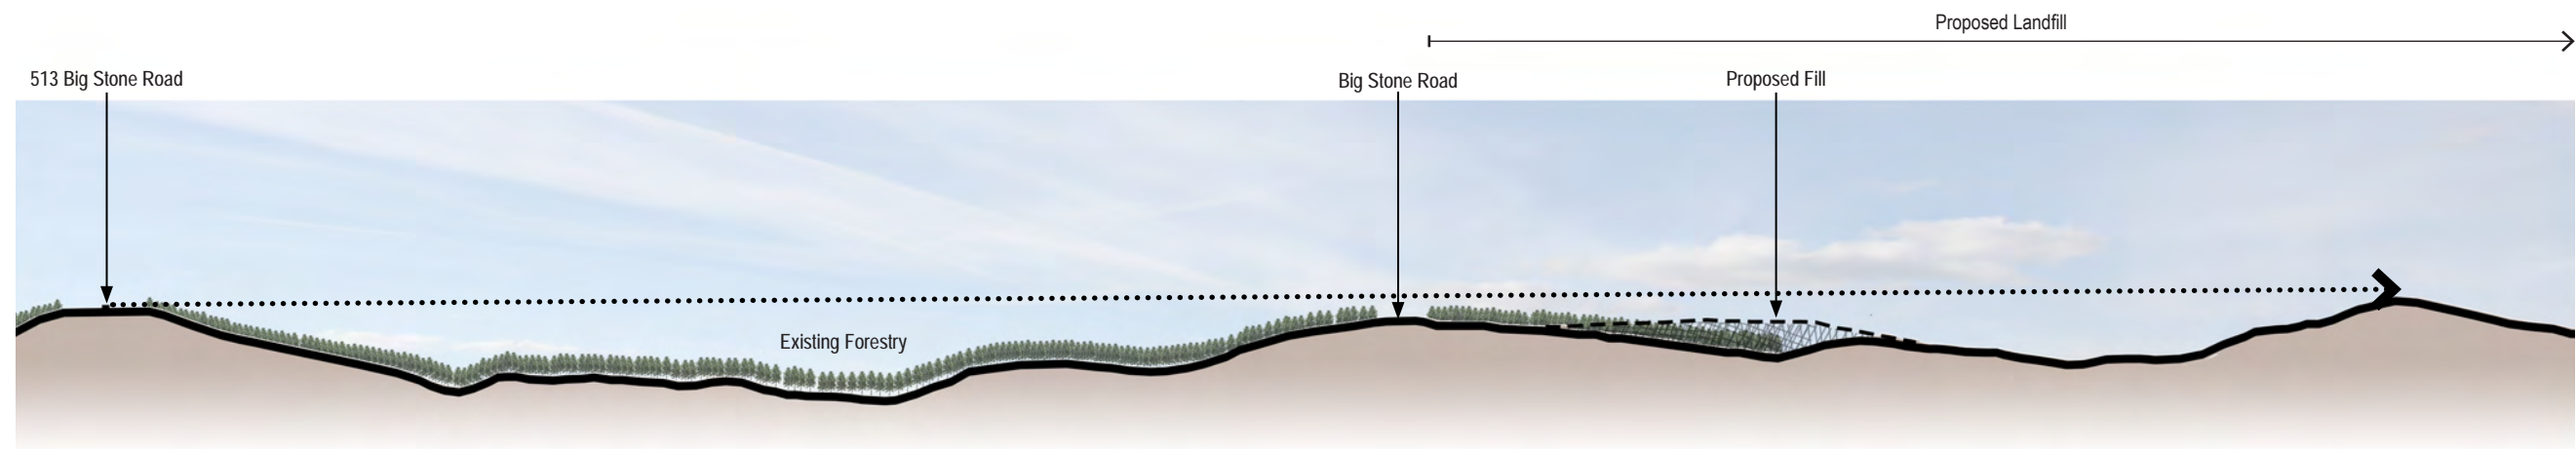 Proposed Landfill
513 Big Stone Road
Big Stone Road
Proposed Fill
Existing Forestry